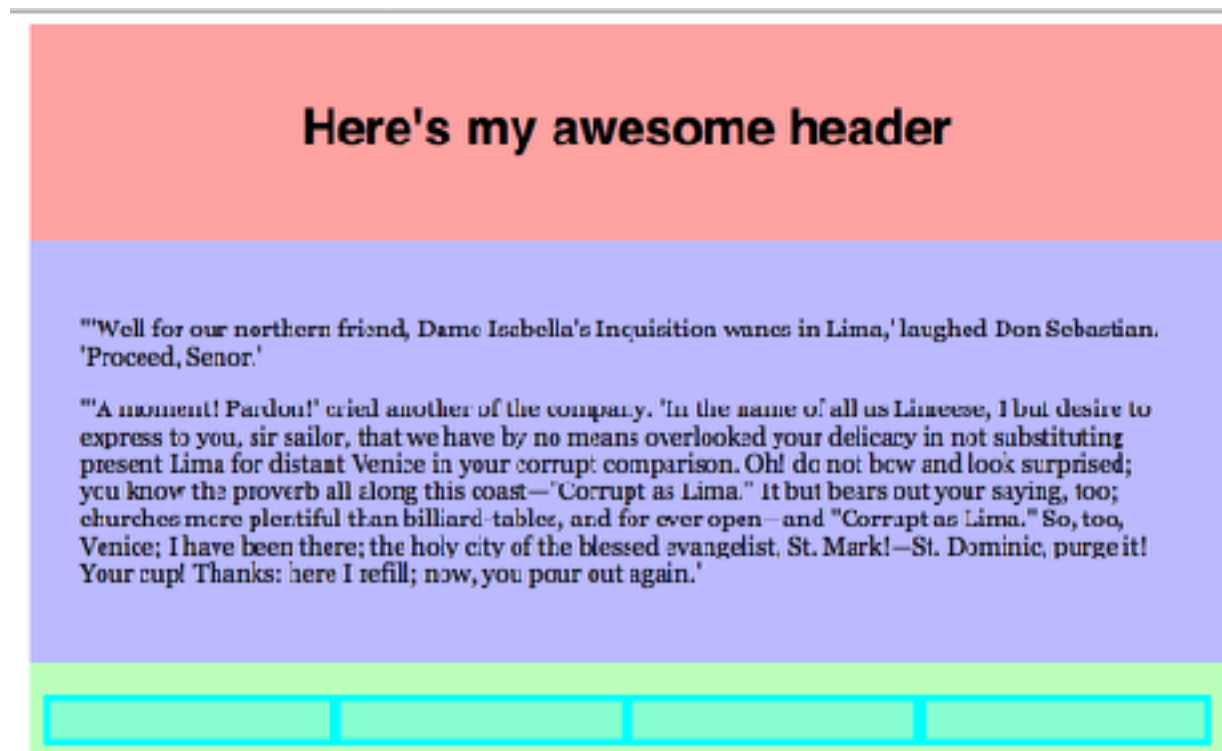 Here's my awesome header
"'Well for our northern friend, Dame Isabella's Inquisition wanes in Lima,' laughed Don Sebastian.
'Proceed, Senor.'
"'A moment! Pardon!' cried another of the company. 'In the name of all us Limeese, I but desire to
express to you, sir sailor, that we have by no means overlooked your delicacy in not substituting
present Lima for distant Venice in your corrupt comparison. Oh! do not bow and look surprised;
you know the proverb all along this coast—"Corrupt as Lima." It but bears out your saying, too;
churches more plentiful than billiard-tables, and for ever open—and "Corrupt as Lima." So, too,
Venice; I have been there; the holy city of the blessed evangelist, St. Mark!—St. Dominic, purge it!
Your cup! Thanks: here I refill; now, you pour out again.'